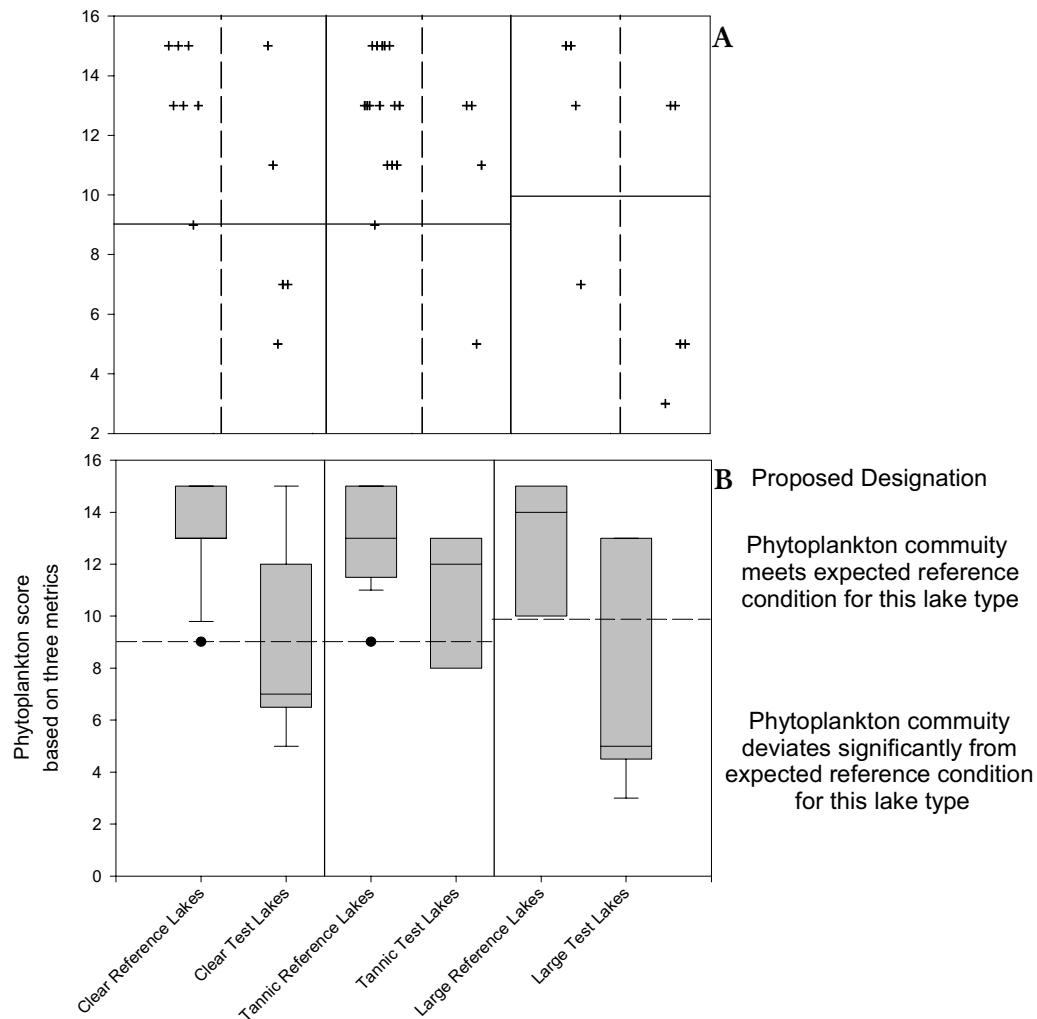 16
14
12
10
8
6
4
2
A
16
14
12
10
8
6
4
2
0
Phytoplankton score
based on three metrics
B Proposed Designation
Phytoplankton commuity
meets expected reference
condition for this lake type
Phytoplankton commuity
deviates significantly from
expected reference condition
for this lake type
Clear Reference Lakes
Clear Test Lakes
Tannic Reference Lakes
Tannic Test Lakes
Large Reference Lakes
Large Test Lakes